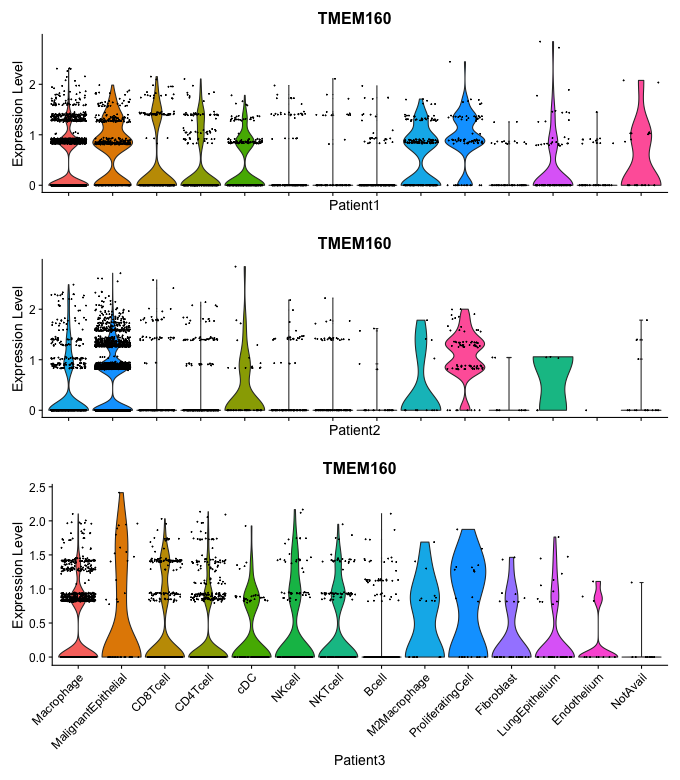 TMEM160
Expression Level
2
1
0
Patient1
TMEM160
Expression Level
2
1
0
Patient2
TMEM160
Expression Level
2.5
2.0
1.5
1.0
0.5
0.0
Macrophage
MalignantEpithelial
CD8Tcell
CD4Tcell
cDC
NKcell
NKTcell
Bcell
M2Macrophage
ProliferatingCell
Fibroblast
LungEpithelium
Endothelium
NotAvail
Patient3